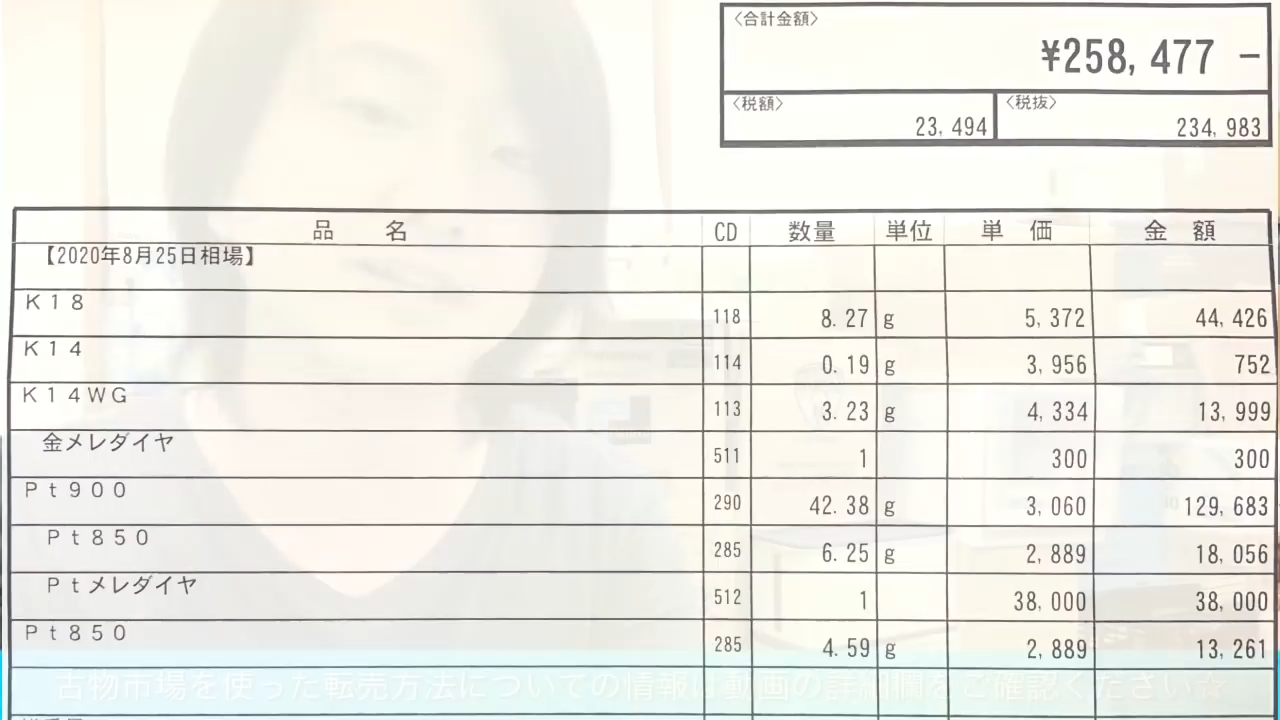 〈合計金額〉
¥258,477 －
〈税額〉 〈税抜〉
23,494 234,983
品 名 CD 数量 単位 単 価 金 額
【2020年8月25日相場】
K18 118 8.27 g 5,372 44,426
K14 114 0.19 g 3,956 752
K14WG 113 3.23 g 4,334 13,999
金メレダイヤ 511 1 300 300
Pt900 290 42.38 g 3,060 129,683
Pt850 285 6.25 g 2,889 18,056
Ptメレダイヤ 512 1 38,000 38,000
Pt850 285 4.59 g 2,889 13,261
古物市場を使った転売方法についての情報は動画の詳細欄をご確認ください☆